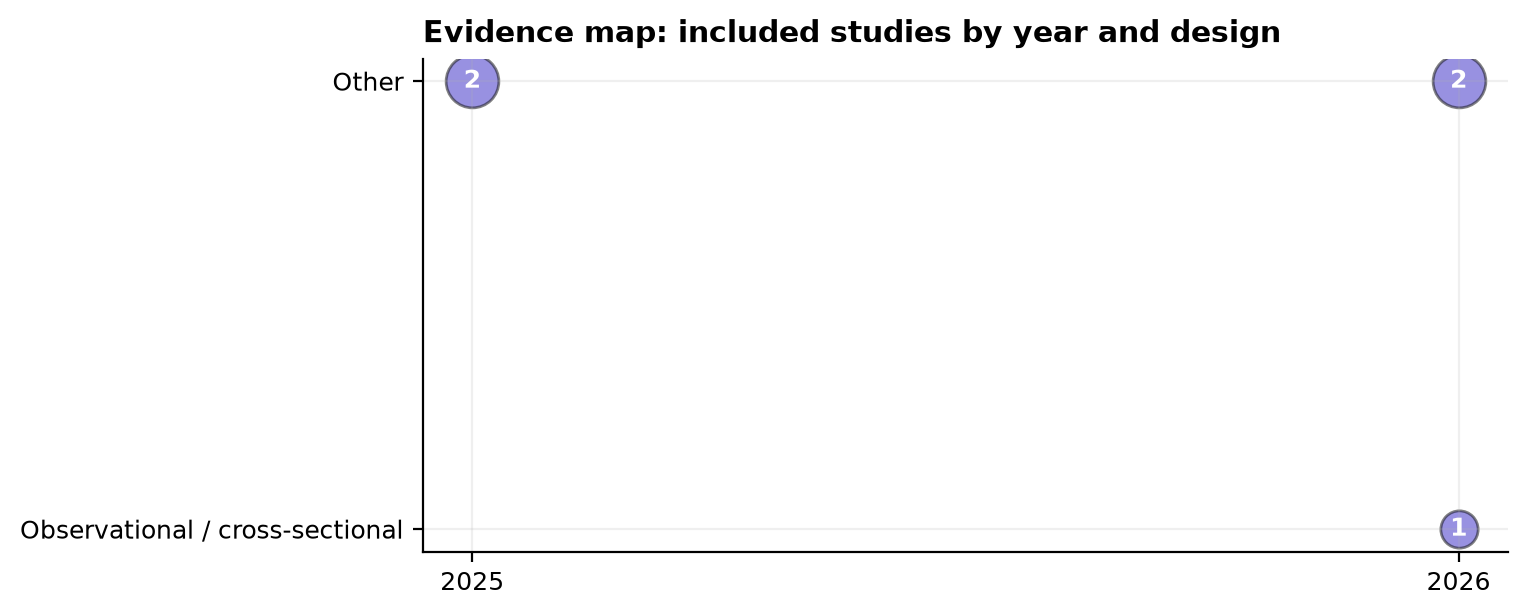 Evidence map: included studies by year and design
Other
2
2
Observational / cross-sectional
1
2025
2026